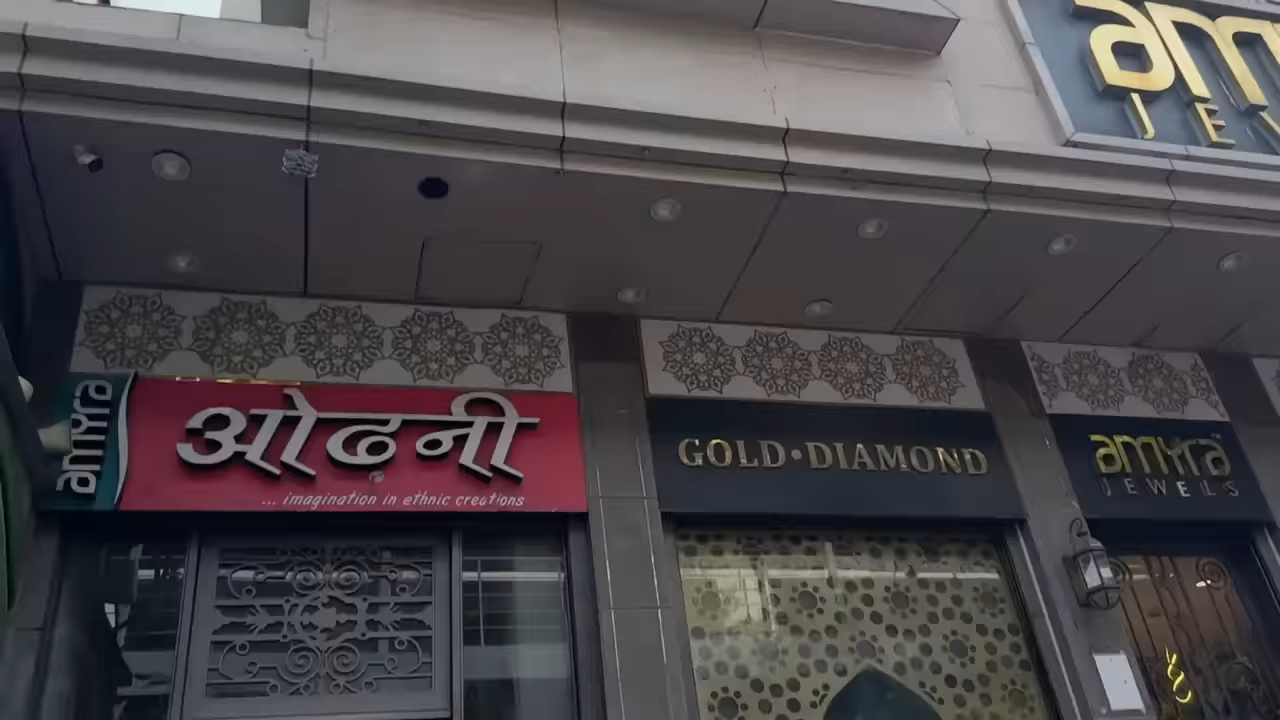 amyra
ओढनी
... imagination in ethnic creations
GOLD • DIAMOND
amyra
JEWELS